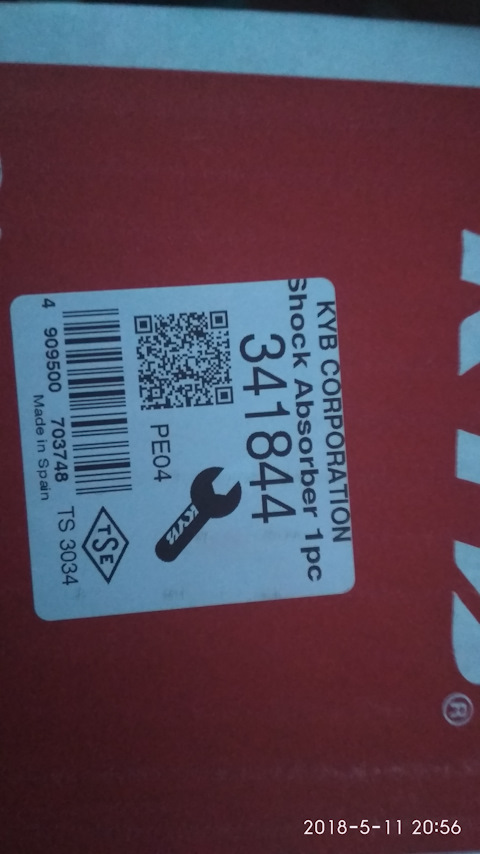 KYB CORPORATION
Shock Absorber 1pc
341844
PE04
KYB
4 909500 703748
Made in Spain
TSE
TS 3034
®
2018-5-11 20:56